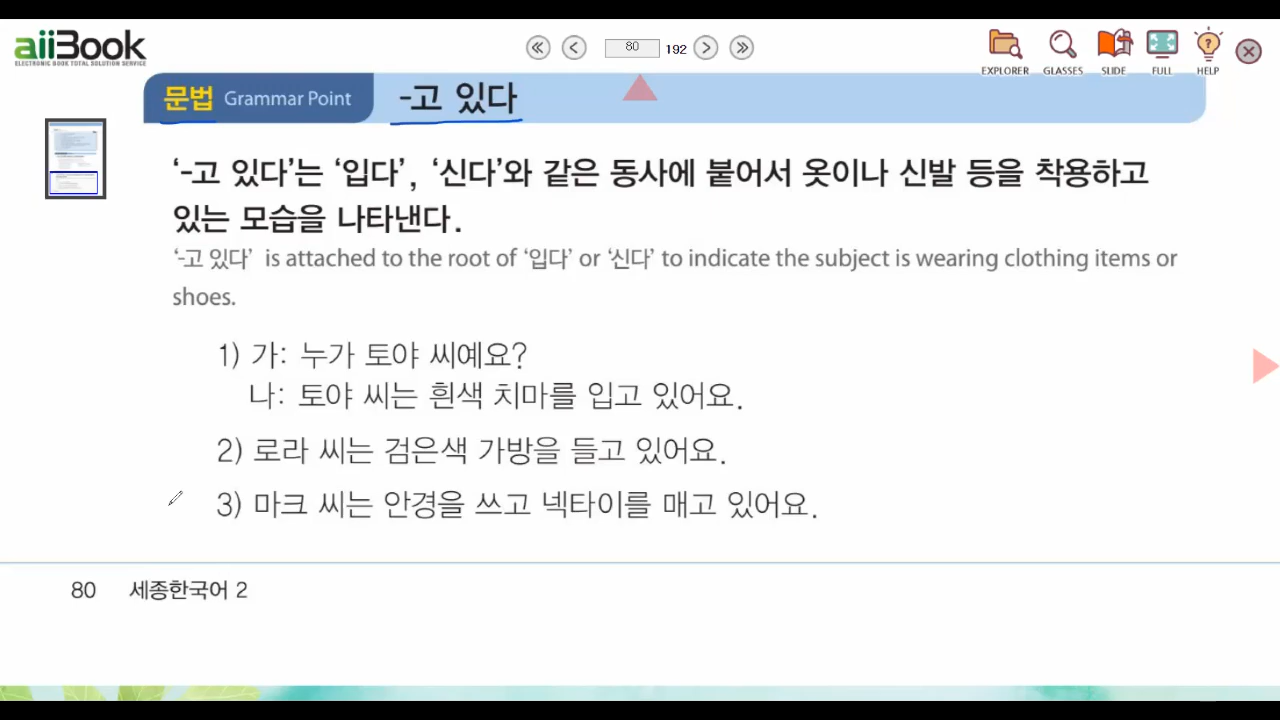 aiiBook
ELECTRONIC BOOK TOTAL SOLUTION SERVICE
80 192
EXPLORER GLASSES SLIDE FULL HELP
문법 Grammar Point -고 있다
‘-고 있다’는 ‘입다’, ‘신다’와 같은 동사에 붙어서 옷이나 신발 등을 착용하고
있는 모습을 나타낸다.
‘-고 있다’ is attached to the root of ‘입다’ or ‘신다’ to indicate the subject is wearing clothing items or
shoes.
1) 가: 누가 토야 씨예요?
나: 토야 씨는 흰색 치마를 입고 있어요.
2) 로라 씨는 검은색 가방을 들고 있어요.
3) 마크 씨는 안경을 쓰고 넥타이를 매고 있어요.
80 세종한국어 2